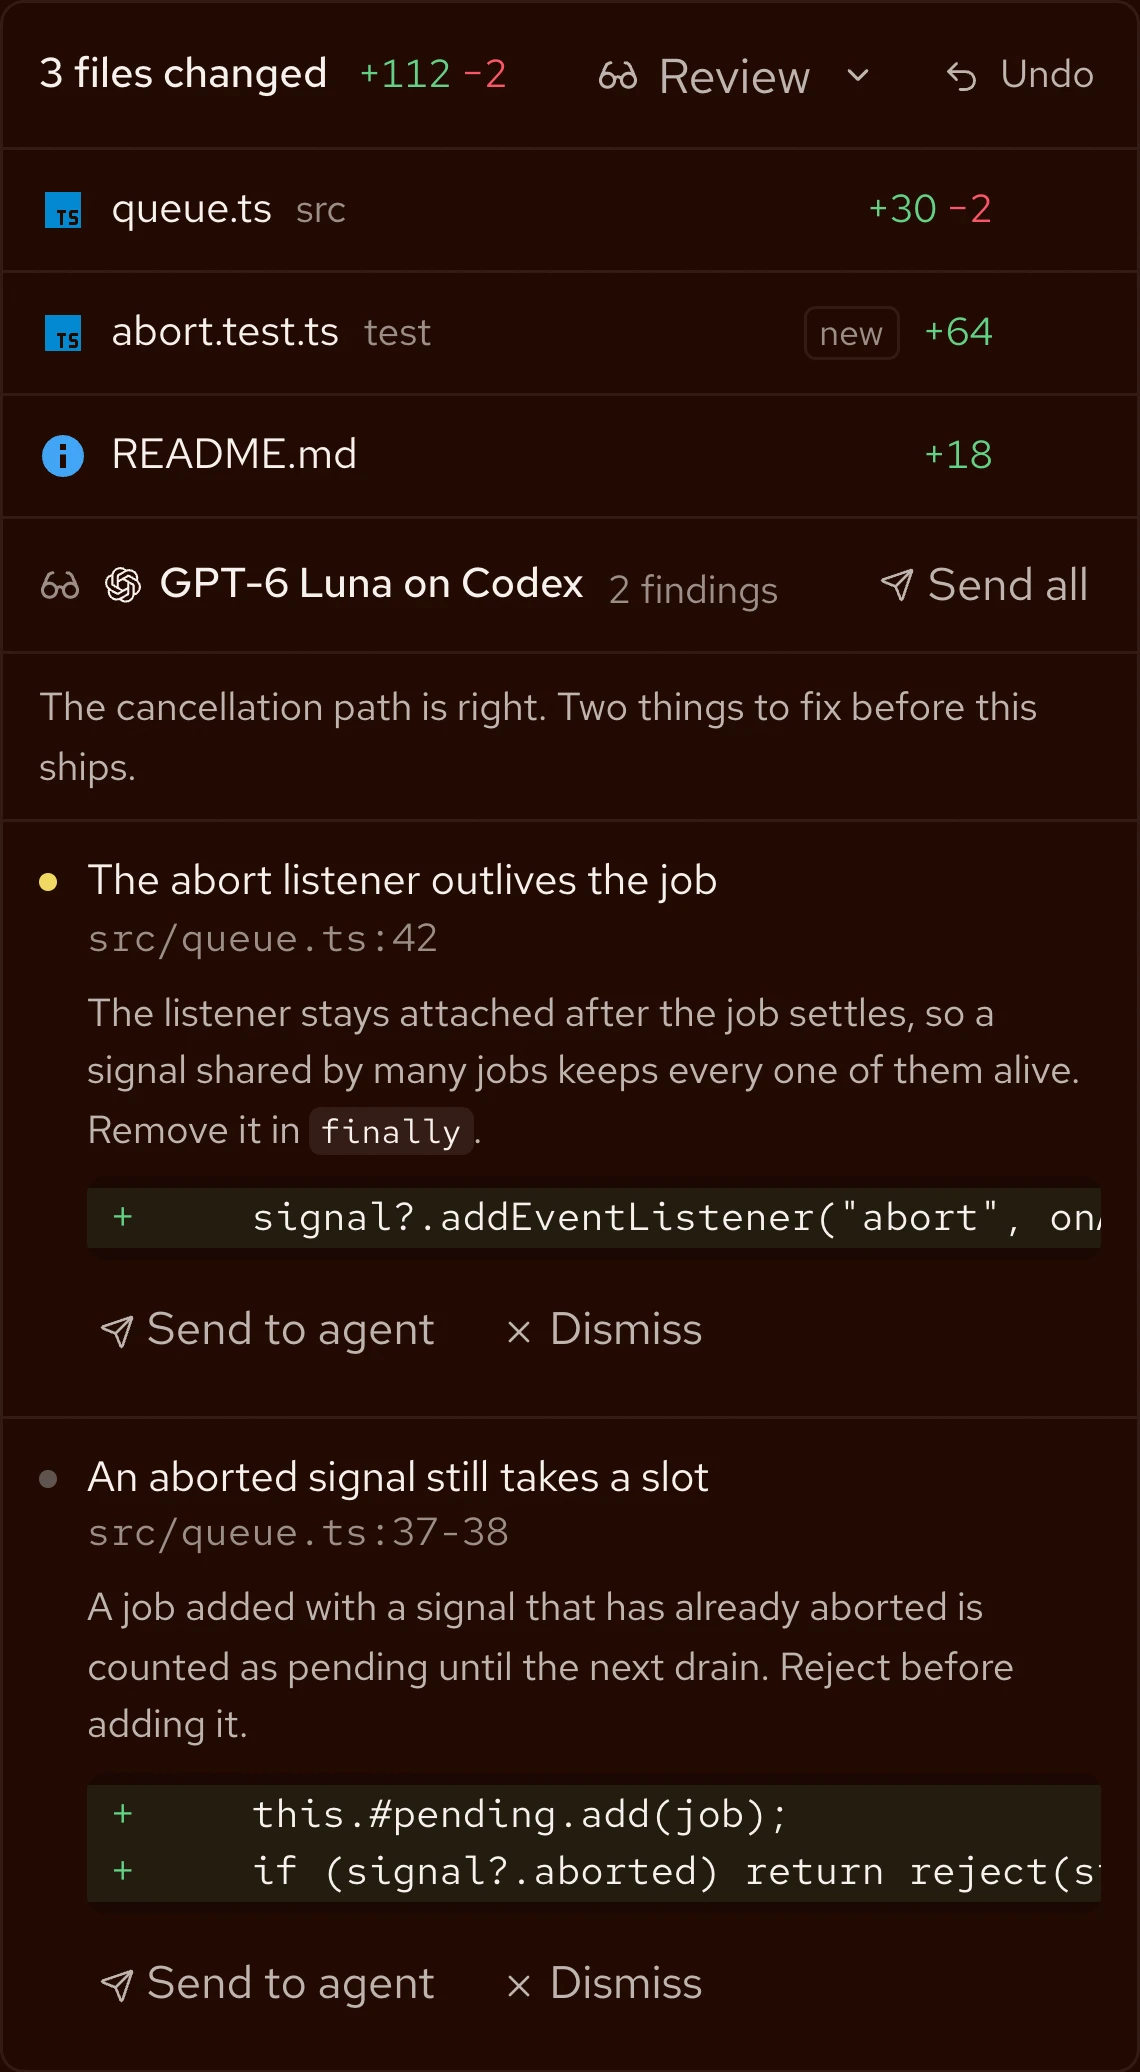 3 files changed +112 −2 Review Undo
TS queue.ts src +30 −2
TS abort.test.ts test new +64
README.md +18
GPT-6 Luna on Codex 2 findings Send all
The cancellation path is right. Two things to fix before this
ships.
The abort listener outlives the job
src/queue.ts:42
The listener stays attached after the job settles, so a
signal shared by many jobs keeps every one of them alive.
Remove it in finally.
+ signal?.addEventListener("abort", on
Send to agent × Dismiss
An aborted signal still takes a slot
src/queue.ts:37-38
A job added with a signal that has already aborted is
counted as pending until the next drain. Reject before
adding it.
+ this.#pending.add(job);
+ if (signal?.aborted) return reject(s
Send to agent × Dismiss